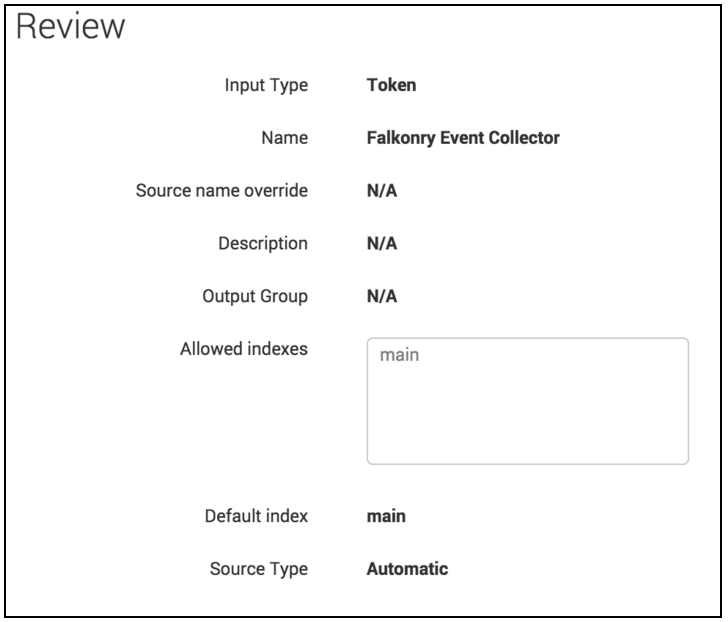 Review
Input Type Token
Name Falkonry Event Collector
Source name override N/A
Description N/A
Output Group N/A
Allowed indexes main
Default index main
Source Type Automatic